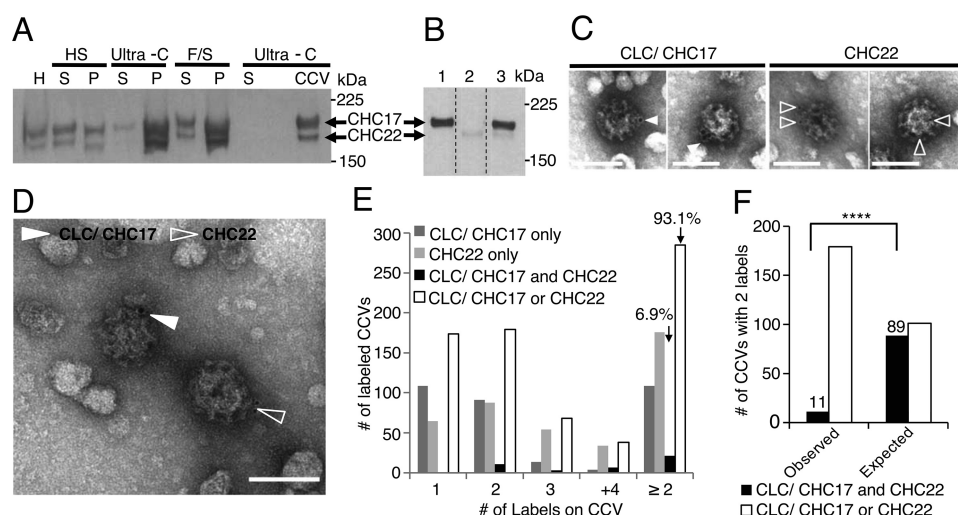 A
HS Ultra -C F/S Ultra - C
H S P S P S P S CCV kDa
-225
CHC17
CHC22
150
B
1 2 3 kDa
-225
-150
C
CLC/ CHC17 CHC22
D
CLC/ CHC17 CHC22
E
# of labeled CCVs
300
250
200
150
100
50
0
CLC/ CHC17 only
CHC22 only
CLC/ CHC17 and CHC22
CLC/ CHC17 or CHC22
93.1%
6.9%
1 2 3 +4 ≥ 2
# of Labels on CCV
F
# of CCVs with 2 labels
200
150
100
50
0
****
11
89
Observed Expected
CLC/ CHC17 and CHC22
CLC/ CHC17 or CHC22